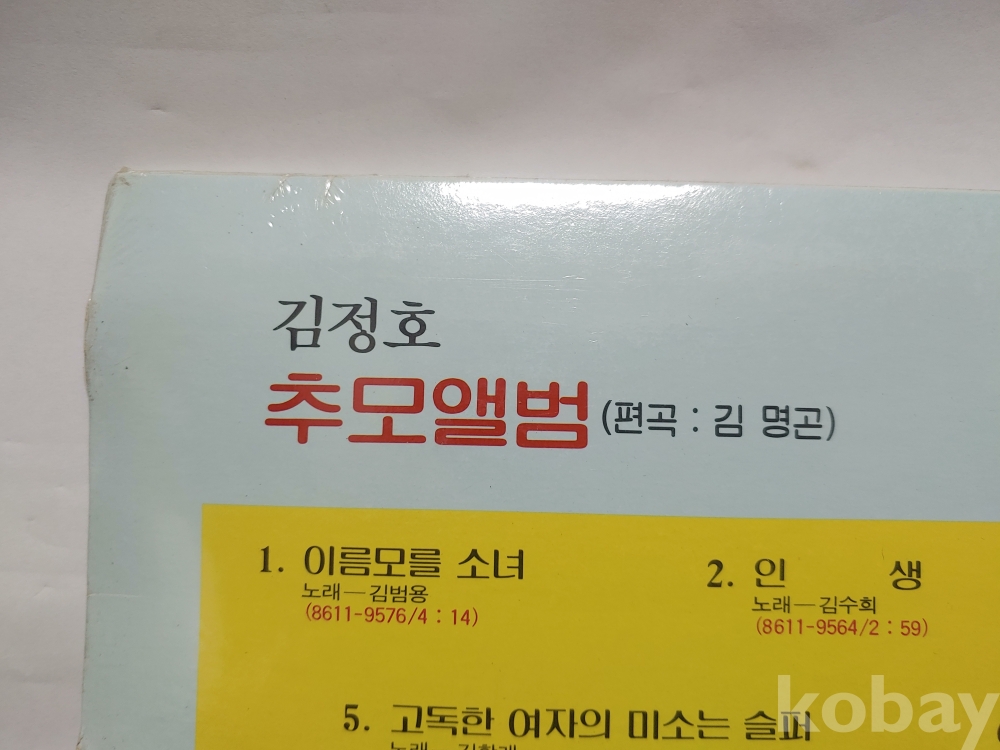 김정호
추모앨범 (편곡 : 김 명곤)
1. 이름모를 소녀
노래—김범용
(8611-9576/4 : 14)
2. 인 생
노래—김수희
(8611-9564/2 : 59)
5. 고독한 여자의 미소는 슬퍼
노래—
kobay